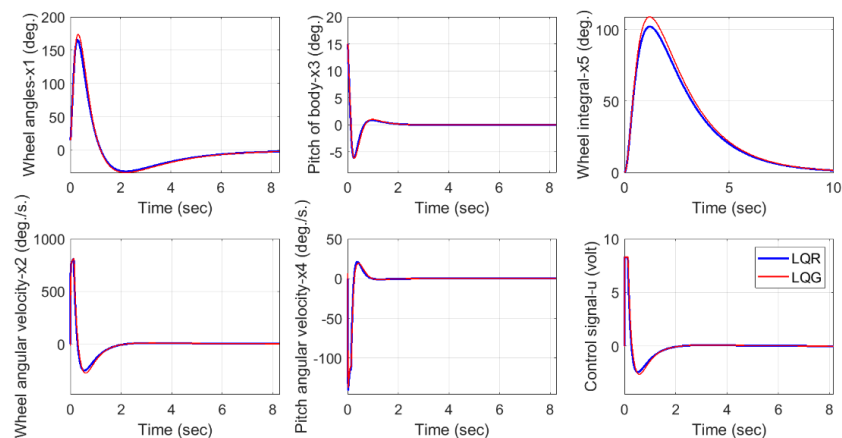 Wheel angles-x1 (deg.)
200
150
100
50
0
0 2 4 6 8
Time (sec)
Pitch of body-x3 (deg.)
20
15
10
5
0
-5
0 2 4 6 8
Time (sec)
Wheel integral-x5 (deg.)
100
50
0
0 5 10
Time (sec)
Wheel angular velocity-x2 (deg./s.)
1000
500
0
0 2 4 6 8
Time (sec)
Pitch angular velocity-x4 (deg./s.)
50
0
-50
-100
0 2 4 6 8
Time (sec)
Control signal-u (volt)
10
5
0
0 2 4 6 8
Time (sec)
LQR
LQG